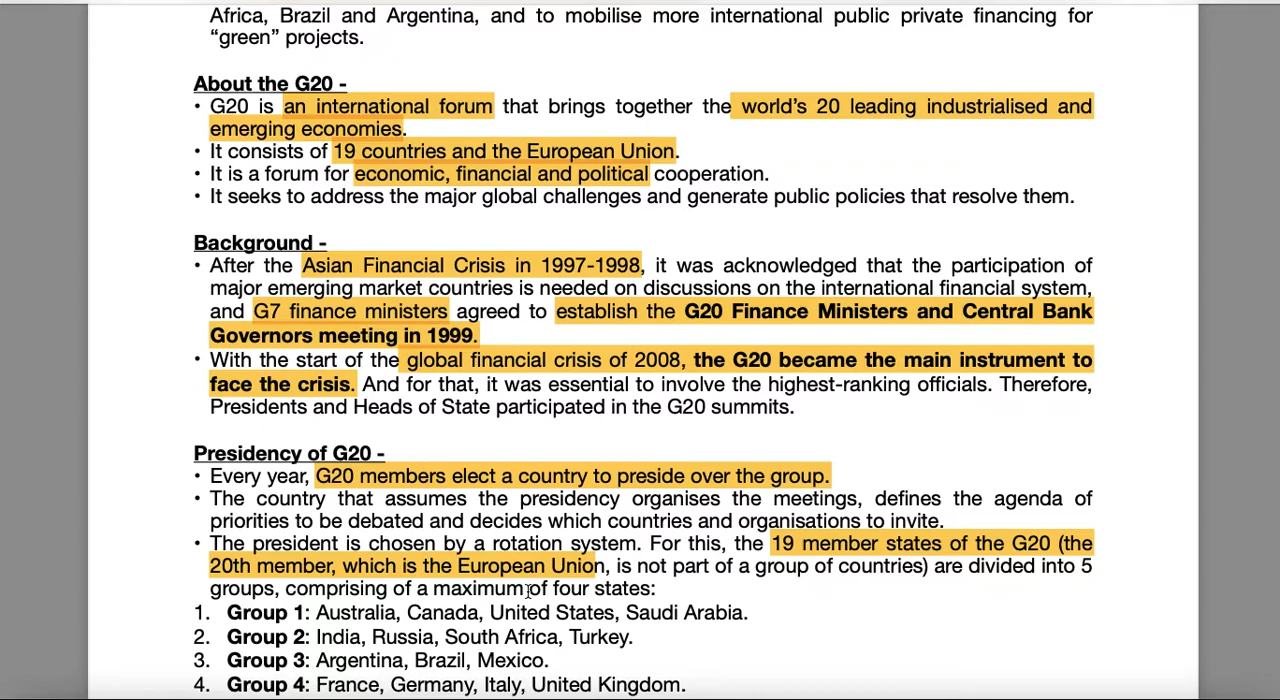 Africa, Brazil and Argentina, and to mobilise more international public private financing for
“green” projects.
About the G20 -
• G20 is an international forum that brings together the world’s 20 leading industrialised and
emerging economies.
• It consists of 19 countries and the European Union.
• It is a forum for economic, financial and political cooperation.
• It seeks to address the major global challenges and generate public policies that resolve them.
Background -
• After the Asian Financial Crisis in 1997-1998, it was acknowledged that the participation of
major emerging market countries is needed on discussions on the international financial system,
and G7 finance ministers agreed to establish the G20 Finance Ministers and Central Bank
Governors meeting in 1999.
• With the start of the global financial crisis of 2008, the G20 became the main instrument to
face the crisis. And for that, it was essential to involve the highest-ranking officials. Therefore,
Presidents and Heads of State participated in the G20 summits.
Presidency of G20 -
• Every year, G20 members elect a country to preside over the group.
• The country that assumes the presidency organises the meetings, defines the agenda of
priorities to be debated and decides which countries and organisations to invite.
• The president is chosen by a rotation system. For this, the 19 member states of the G20 (the
20th member, which is the European Union, is not part of a group of countries) are divided into 5
groups, comprising of a maximum of four states:
1. Group 1: Australia, Canada, United States, Saudi Arabia.
2. Group 2: India, Russia, South Africa, Turkey.
3. Group 3: Argentina, Brazil, Mexico.
4. Group 4: France, Germany, Italy, United Kingdom.